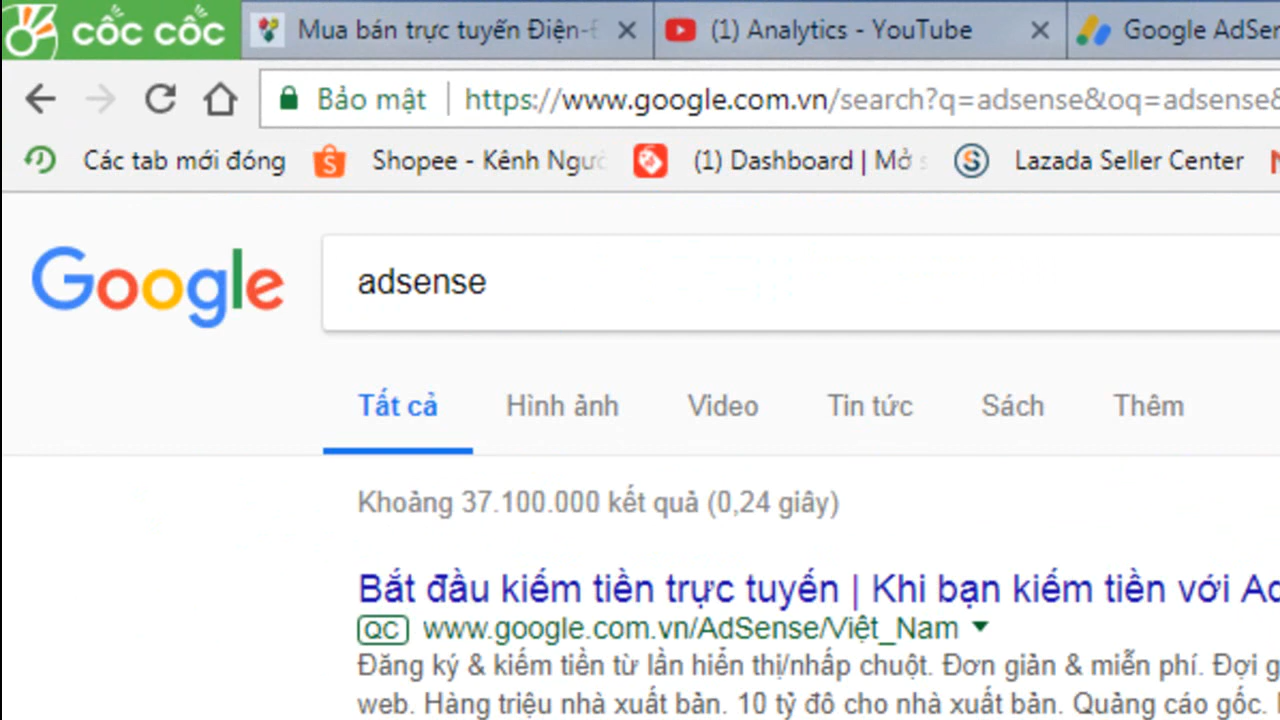 cốc cốc Mua bán trực tuyến Điện- (1) Analytics - YouTube Google AdSen
Bảo mật https://www.google.com.vn/search?q=adsense&oq=adsense&
Các tab mới đóng Shopee - Kênh Ngườ (1) Dashboard | Mở Lazada Seller Center
Google adsense
Tất cả Hình ảnh Video Tin tức Sách Thêm
Khoảng 37.100.000 kết quả (0,24 giây)
Bắt đầu kiếm tiền trực tuyến | Khi bạn kiếm tiền với Ad
QC www.google.com.vn/AdSense/Việt_Nam
Đăng ký & kiếm tiền từ lần hiển thị/nhấp chuột. Đơn giản & miễn phí. Đợi g
web. Hàng triệu nhà xuất bản. 10 tỷ đô cho nhà xuất bản. Quảng cáo gốc.